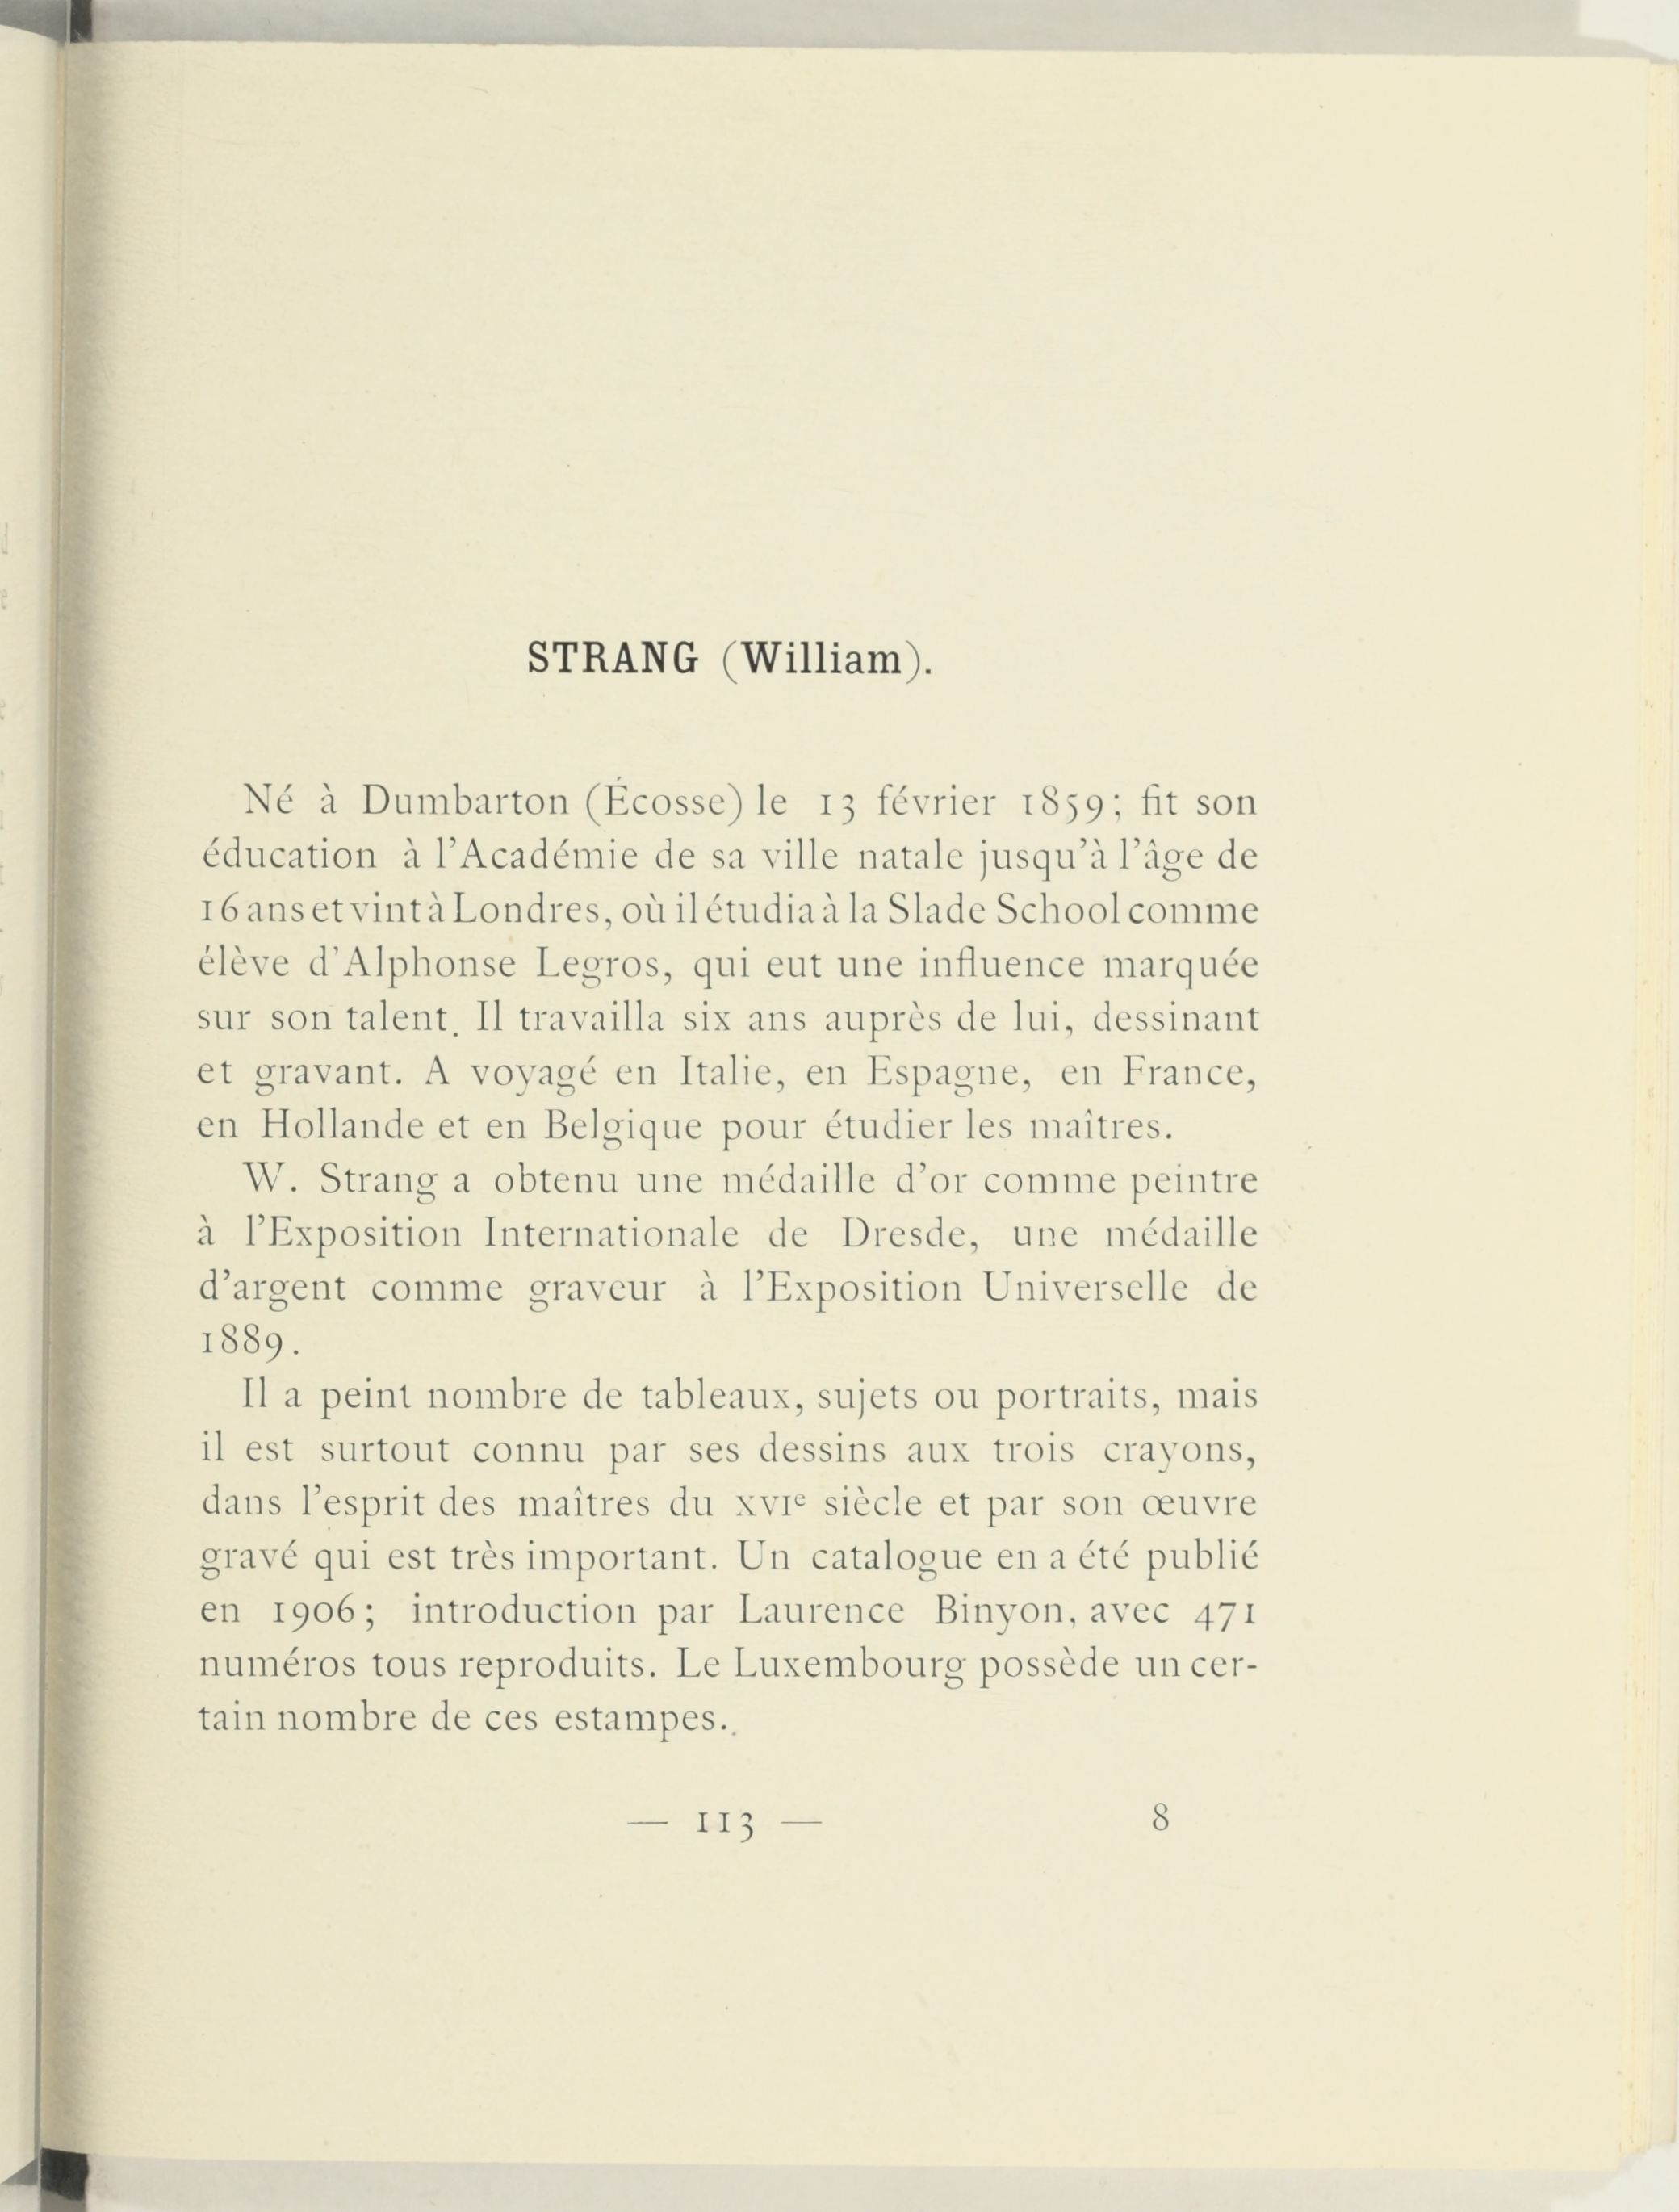 STRANG (William).
Né à Dumbarton (Écosse) le 13 février 1859; fit son
éducation à l'Académie de sa ville natale jusqu'à l'âge de
16 ans et vint à Londres, où il étudia à la Slade School comme
élève d'Alphonse Legros, qui eut une influence marquée
sur son talent. Il travailla six ans auprès de lui, dessinant
et gravant. A voyagé en Italie, en Espagne, en France,
en Hollande et en Belgique pour étudier les maîtres.
W. Strang a obtenu une médaille d'or comme peintre
à l'Exposition Internationale de Dresde, une médaille
d'argent comme graveur à l'Exposition Universelle de
1889.
Il a peint nombre de tableaux, sujets ou portraits, mais
il est surtout connu par ses dessins aux trois crayons,
dans l'esprit des maîtres du XVIe siècle et par son œuvre
gravé qui est très important. Un catalogue en a été publié
en 1906; introduction par Laurence Binyon, avec 471
numéros tous reproduits. Le Luxembourg possède un cer-
tain nombre de ces estampes..
— 113 — 8